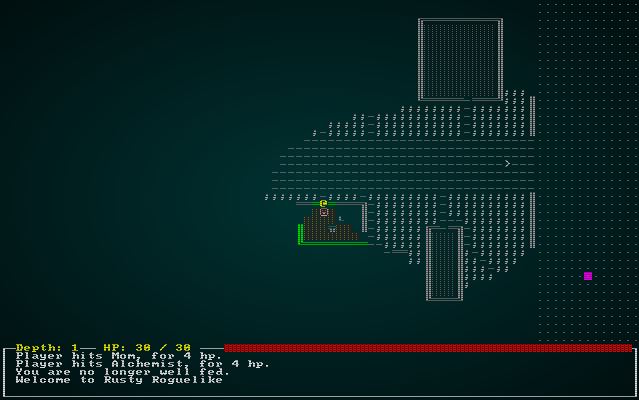 Depth: 1 HP: 30 / 30
Player hits Mom, for 4 hp.
Player hits Alchemist, for 4 hp.
You are no longer well fed.
Welcome to Rusty Roguelike